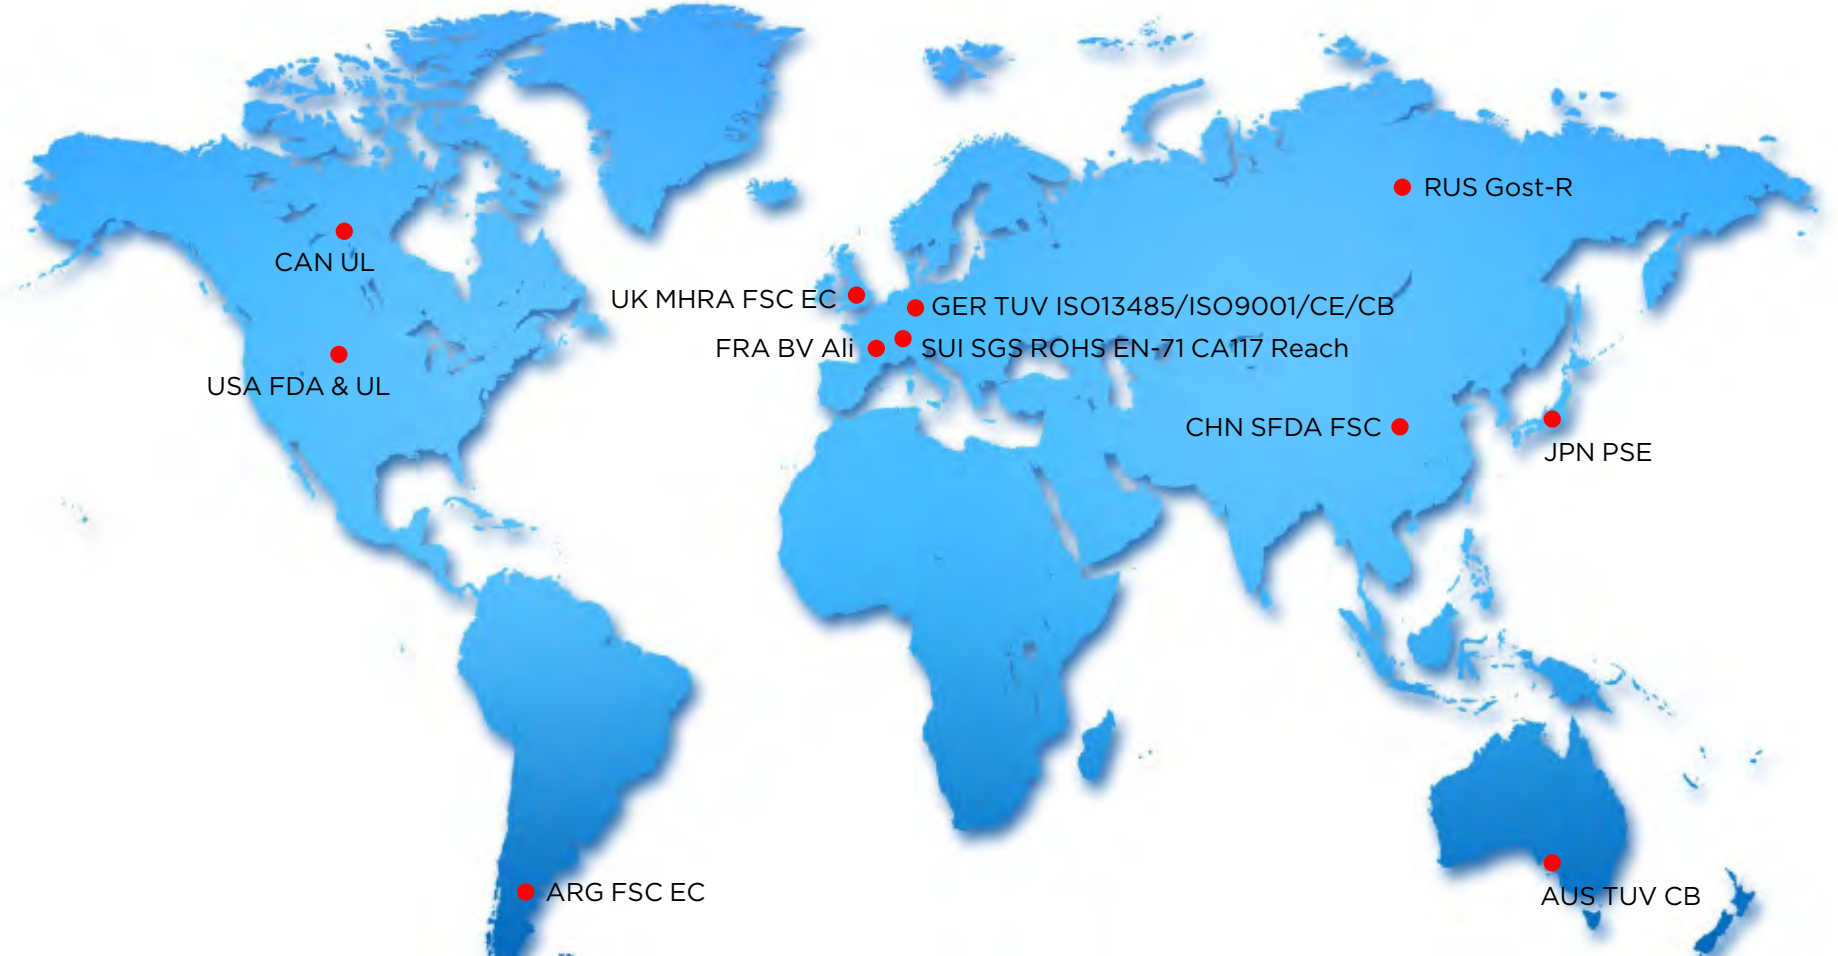 RUS Gost-R
CAN UL
UK MHRA FSC EC
GER TUV ISO13485/ISO9001/CE/CB
FRA BV Ali
SUI SGS ROHS EN-71 CA117 Reach
USA FDA & UL
CHN SFDA FSC
JPN PSE
ARG FSC EC
AUS TUV CB